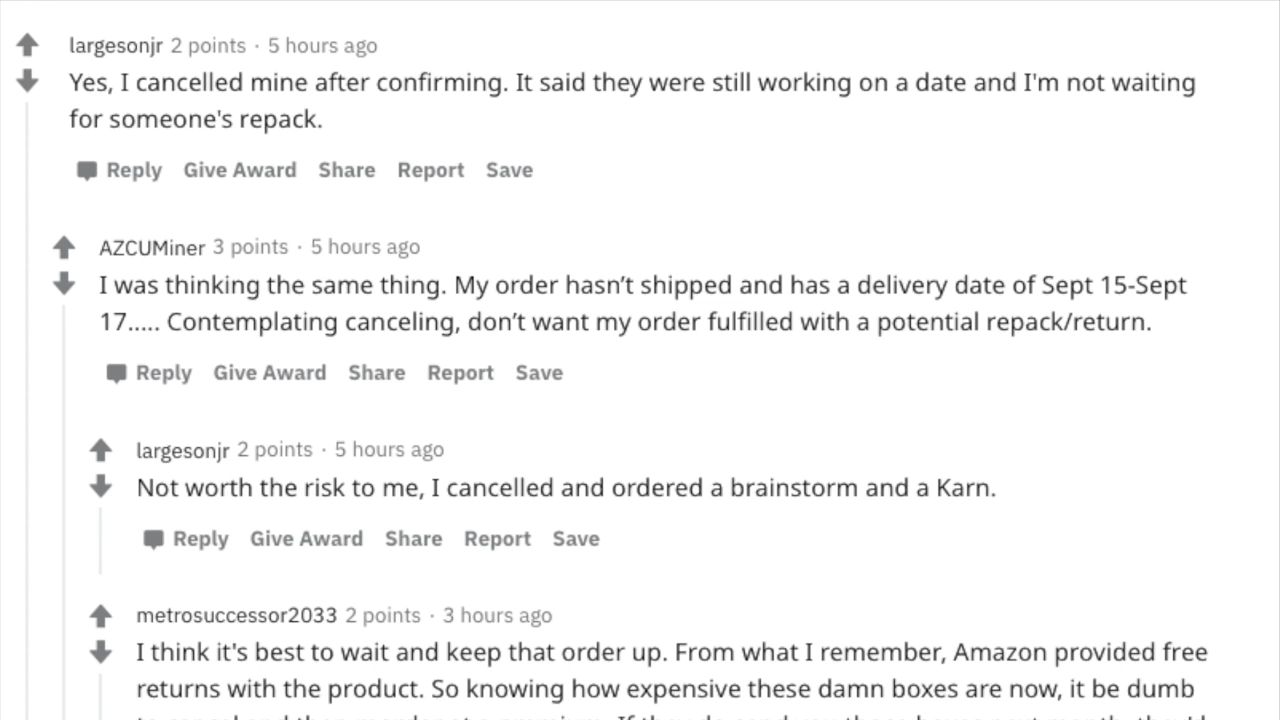 largesonjr 2 points · 5 hours ago
Yes, I cancelled mine after confirming. It said they were still working on a date and I'm not waiting
for someone's repack.
Reply Give Award Share Report Save
AZCUMiner 3 points · 5 hours ago
I was thinking the same thing. My order hasn’t shipped and has a delivery date of Sept 15-Sept
17..... Contemplating canceling, don’t want my order fulfilled with a potential repack/return.
Reply Give Award Share Report Save
largesonjr 2 points · 5 hours ago
Not worth the risk to me, I cancelled and ordered a brainstorm and a Karn.
Reply Give Award Share Report Save
metrosuccessor2033 2 points · 3 hours ago
I think it's best to wait and keep that order up. From what I remember, Amazon provided free
returns with the product. So knowing how expensive these damn boxes are now, it be dumb